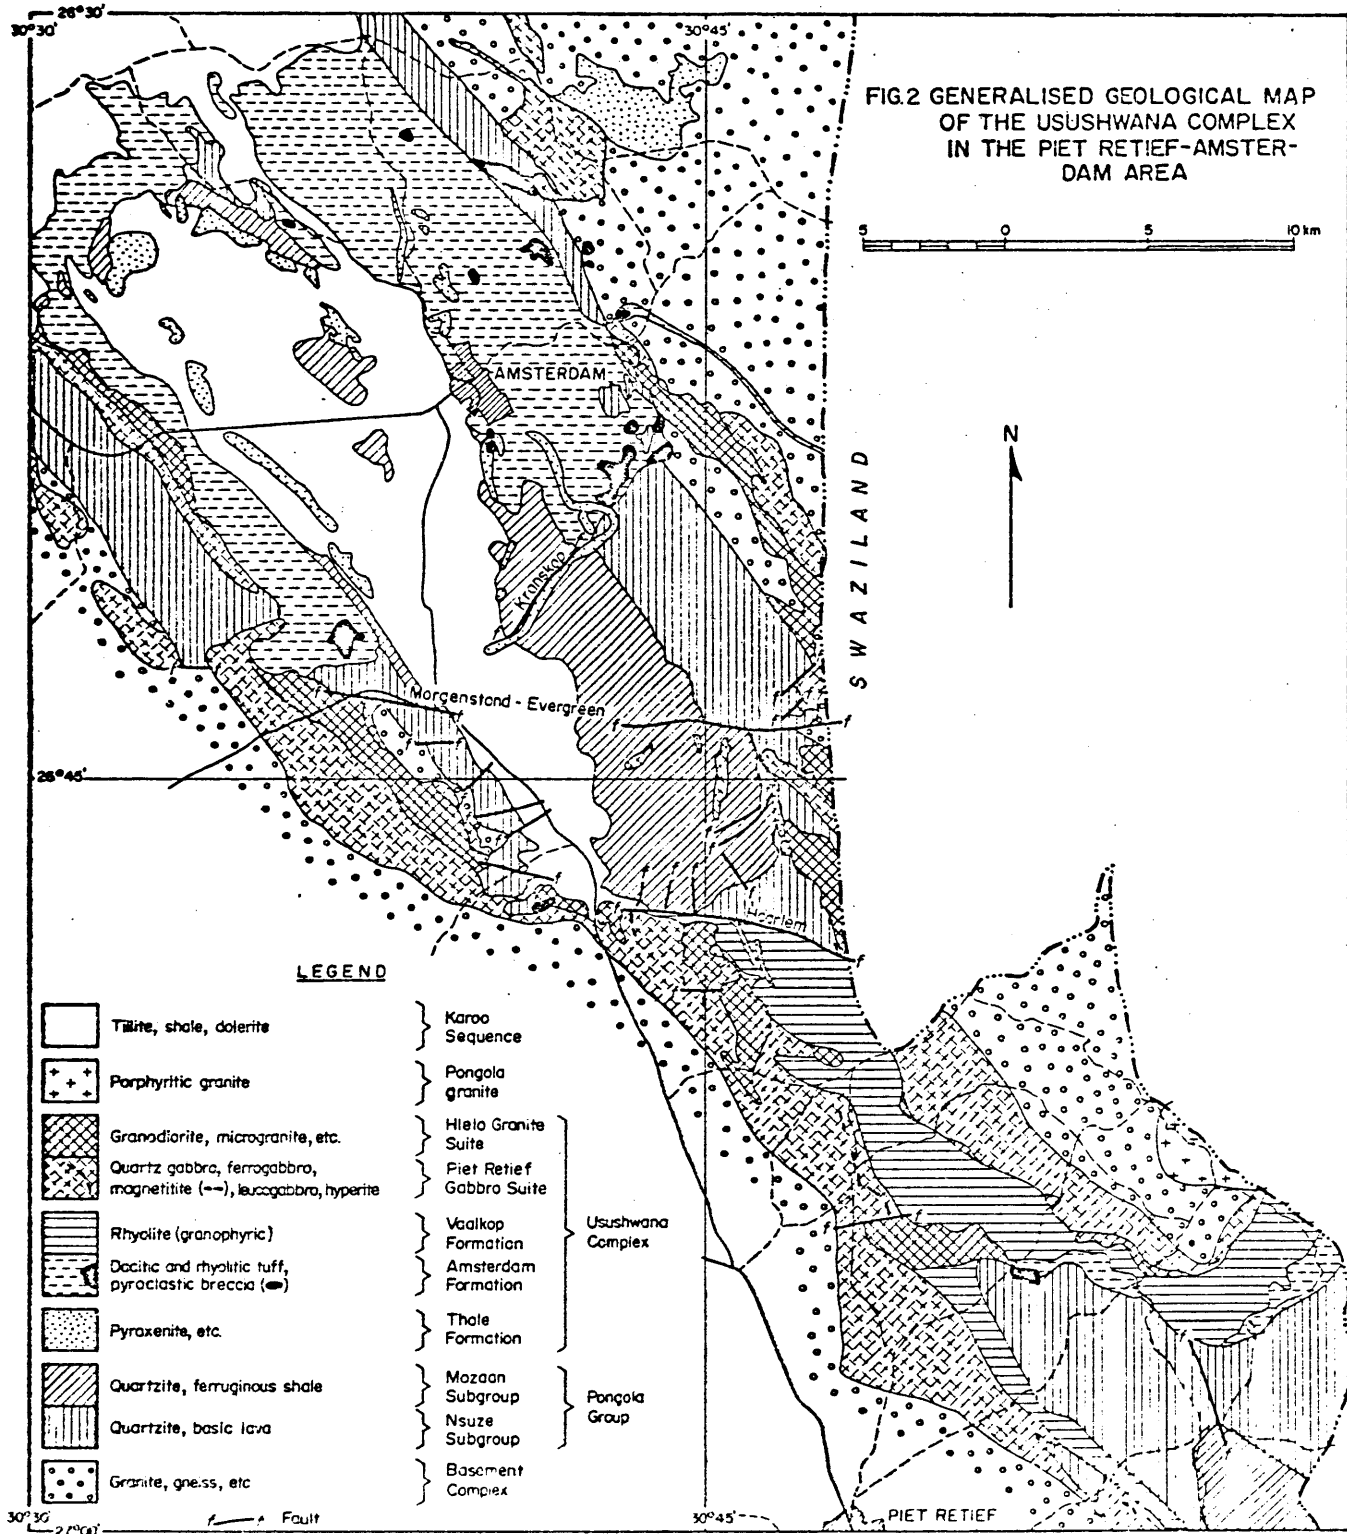 26°30'
30°30'
30°45'
FIG.2 GENERALISED GEOLOGICAL MAP
OF THE USUSHWANA COMPLEX
IN THE PIET RETIEF-AMSTER-
DAM AREA
5 0 5 10 km
AMSTERDAM
N
SWAZILAND
Kranskop
f
Morgenstond - Evergreen
f
f
f
f
f
26°45'
f
f
f
f
f
f
Haarlem
f
f
LEGEND
Tillite, shale, dolerite
Karoo
Sequence
Porphyritic granite
Pongola
granite
Granodiorite, microgranite, etc.
Hlelo Granite
Suite
Quartz gabbro, ferrogabbro,
magnetitite (--), leucogabbro, hyperite
Piet Retief
Gabbro Suite
Rhyolite (granophyric)
Vaalkop
Formation
Usushwana
Complex
Dacitic and rhyolitic tuff,
pyroclastic breccia
Amsterdam
Formation
Pyroxenite, etc.
Thole
Formation
Quartzite, ferruginous shale
Mozaan
Subgroup
Pongola
Group
Quartzite, basic lava
Nsuze
Subgroup
Granite, gneiss, etc
Basement
Complex
f
f
30°30'
27°00'
f f Fault
30°45'
PIET RETIEF